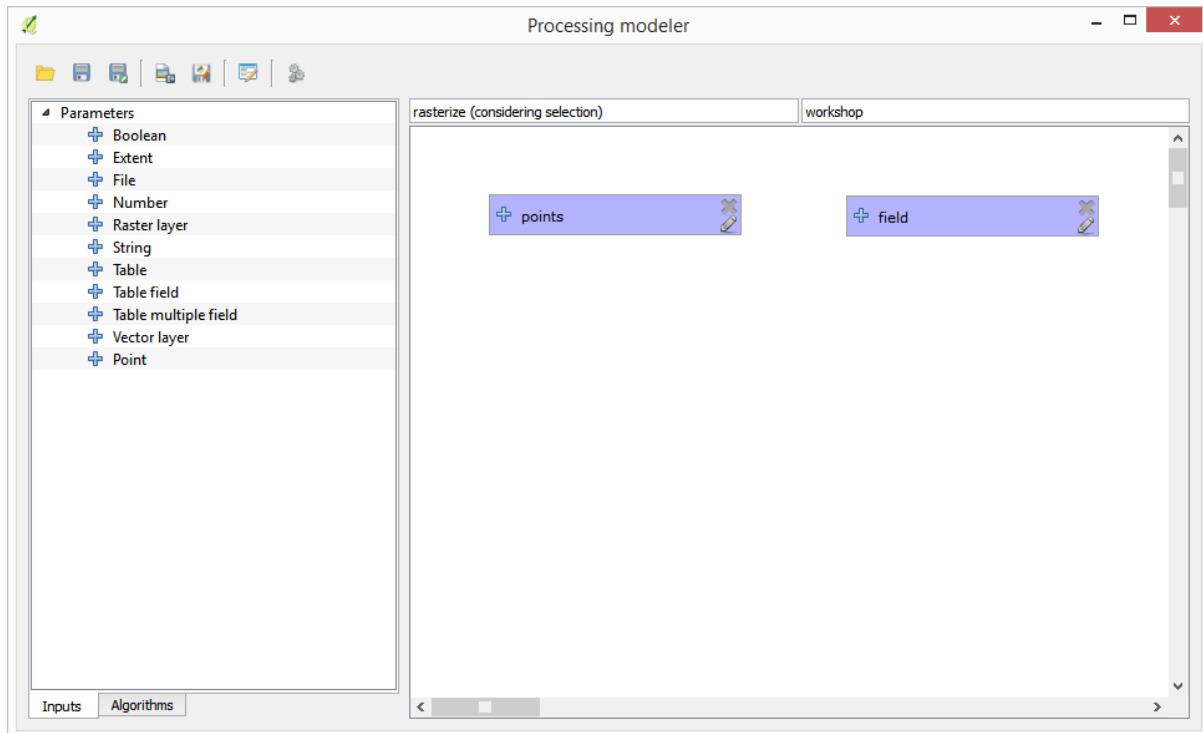 Processing modeler
Parameters
Boolean
Extent
File
Number
Raster layer
String
Table
Table field
Table multiple field
Vector layer
Point
Inputs Algorithms
rasterize (considering selection) workshop
points field